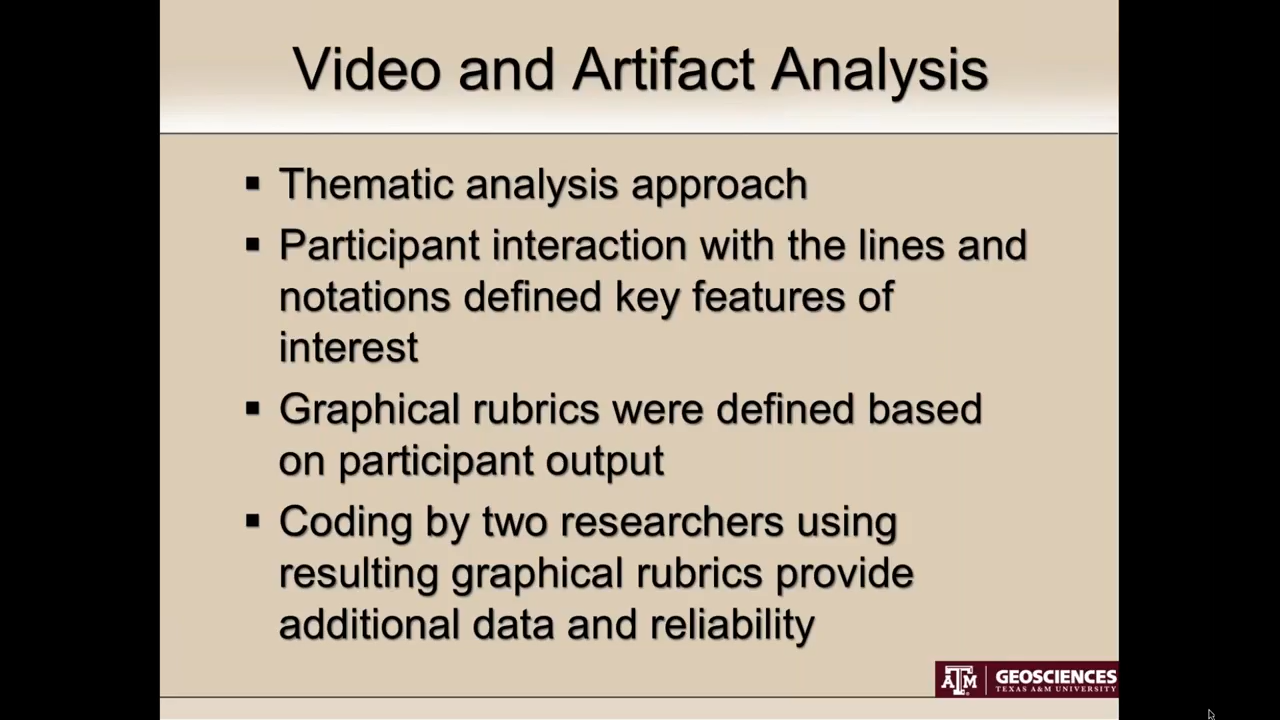 Video and Artifact Analysis
▪ Thematic analysis approach
▪ Participant interaction with the lines and
notations defined key features of
interest
▪ Graphical rubrics were defined based
on participant output
▪ Coding by two researchers using
resulting graphical rubrics provide
additional data and reliability
ATM GEOSCIENCES
TEXAS A&M UNIVERSITY